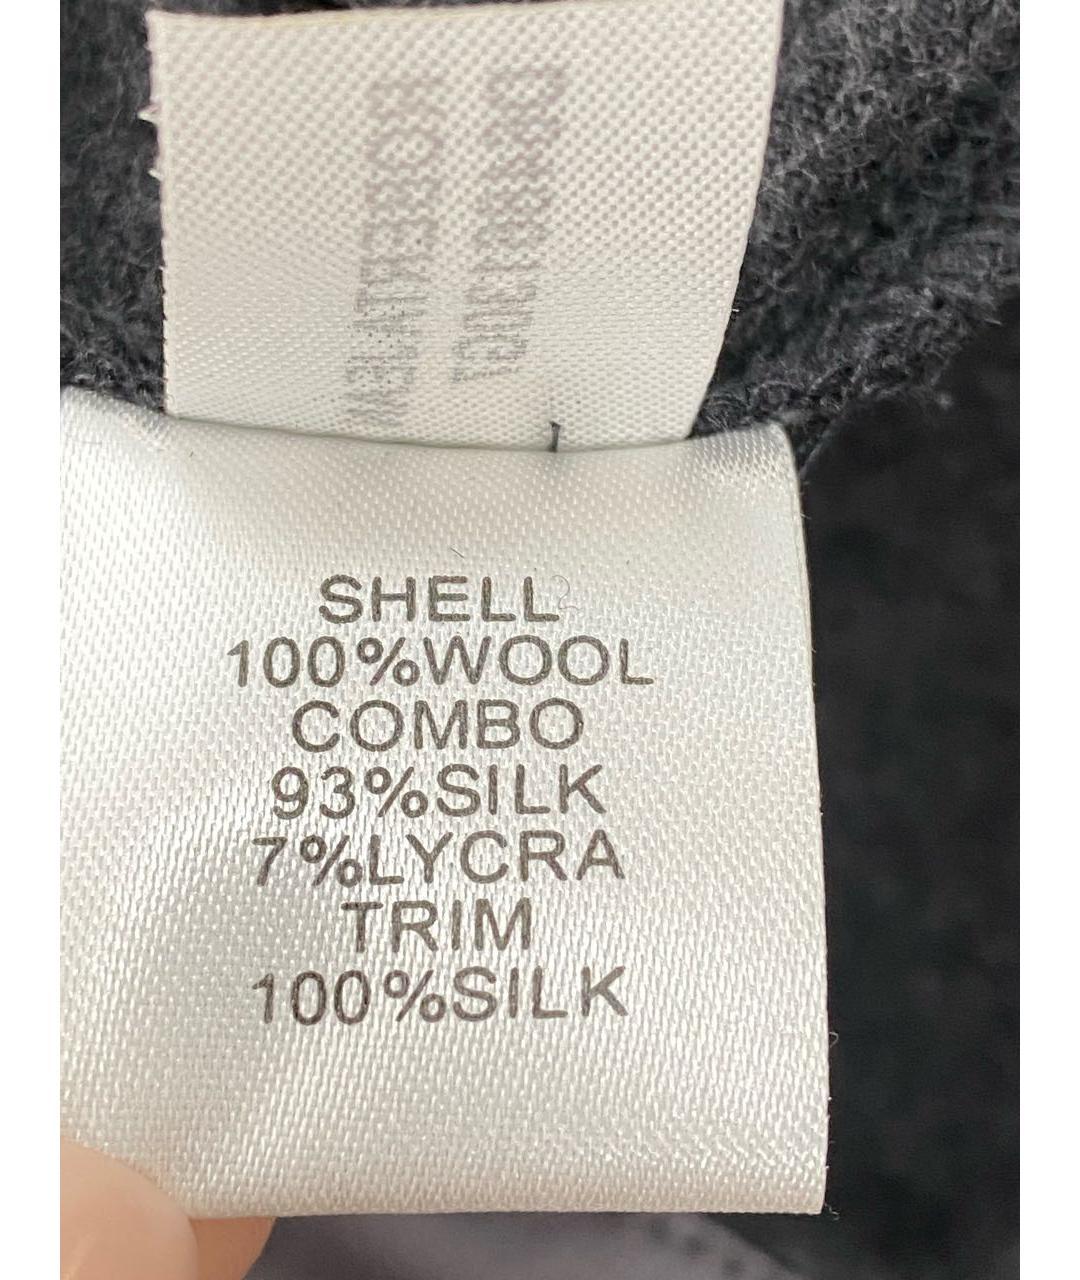 SHELL
100%WOOL
COMBO
93%SILK
7%LYCRA
TRIM
100%SILK